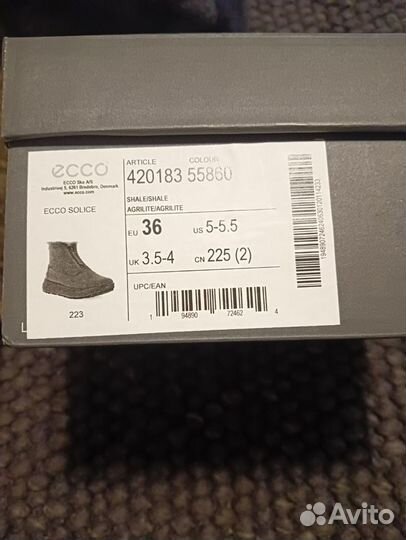 ecco
ECCO Sko A/S
Industrivej 5, 6261 Bredebro, Denmark
www.ecco.com
ECCO SOLICE
223
ARTICLE COLOUR
420183 55860
SHALE/SHALE
AGRILITE/AGRILITE
EU 36 US 5-5.5
UK 3.5-4 CN 225 (2)
UPC/EAN
1 94890 72462 4
L
Avito